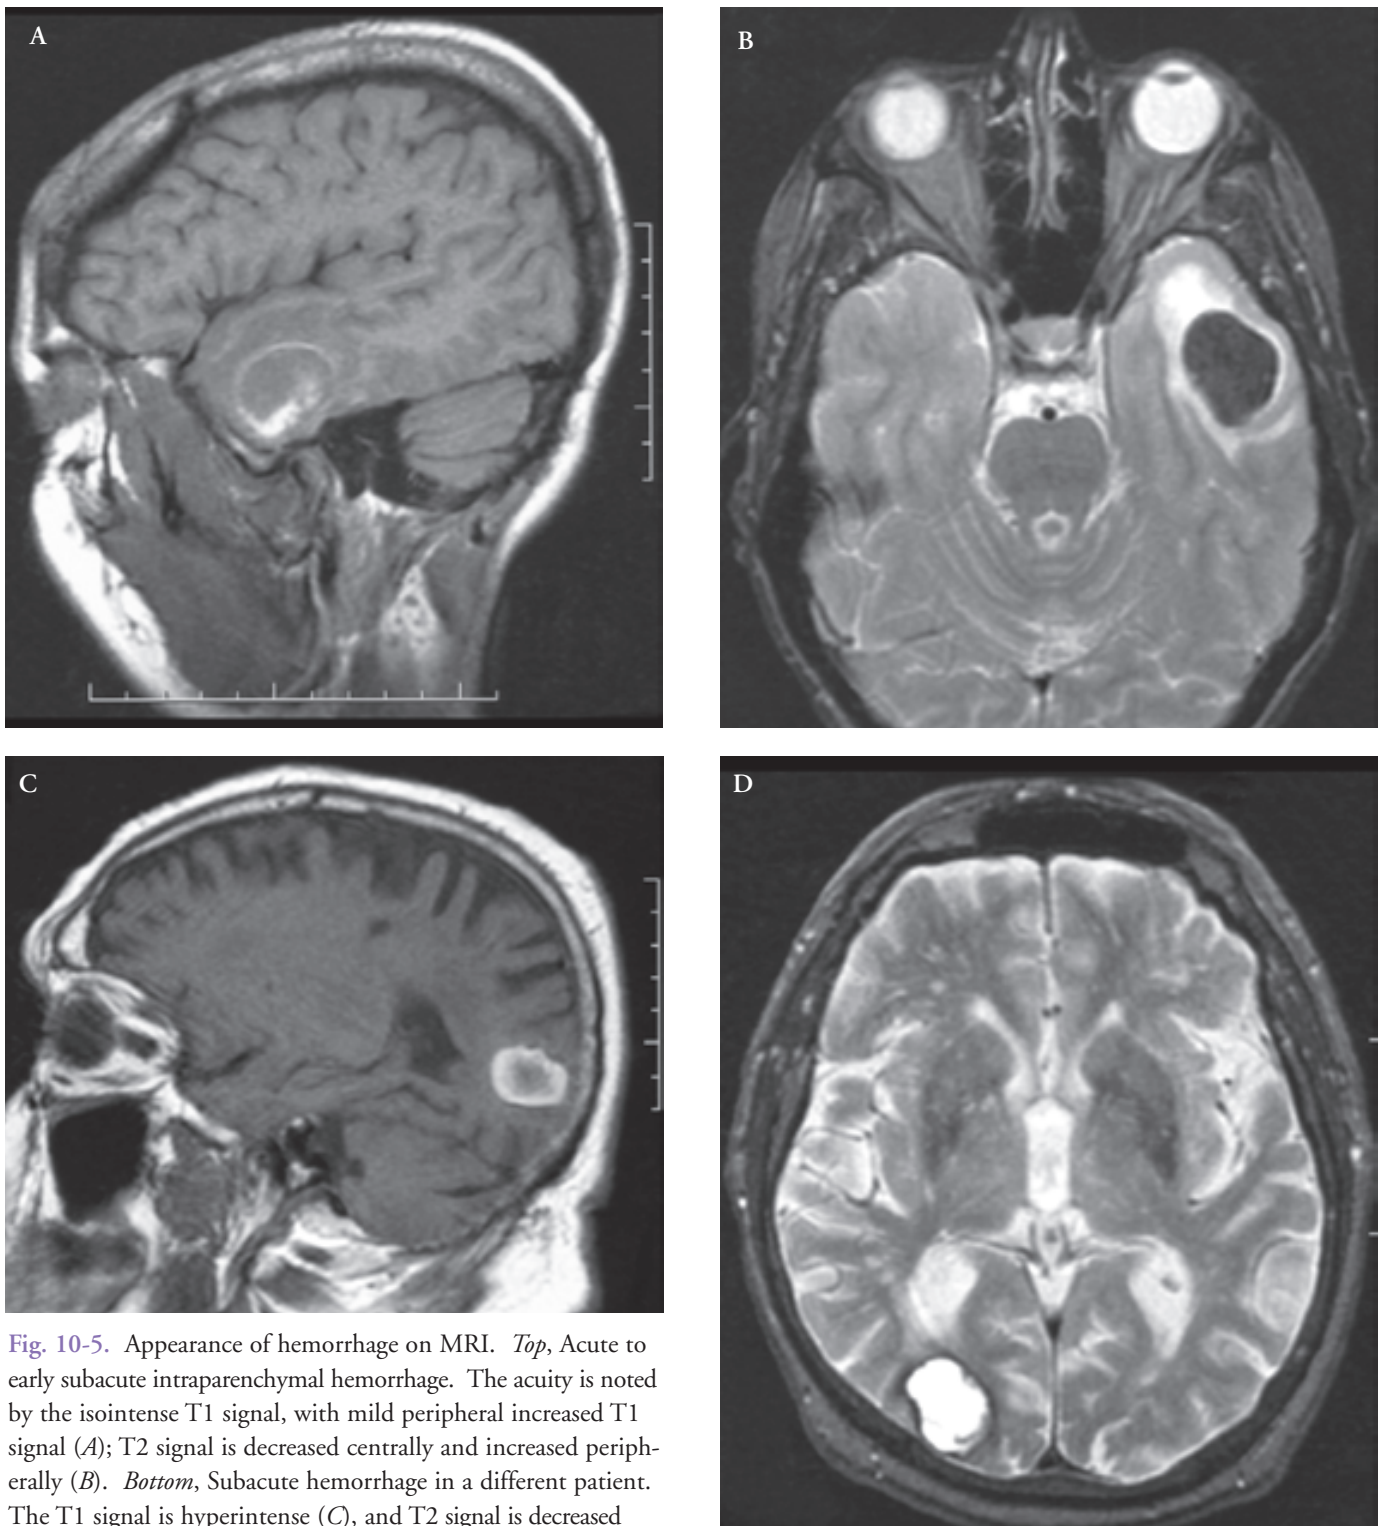 A
B
C
D
Fig. 10-5. Appearance of hemorrhage on MRI. Top, Acute to
early subacute intraparenchymal hemorrhage. The acuity is noted
by the isointense T1 signal, with mild peripheral increased T1
signal (A); T2 signal is decreased centrally and increased periph-
erally (B). Bottom, Subacute hemorrhage in a different patient.
The T1 signal is hyperintense (C), and T2 signal is decreased